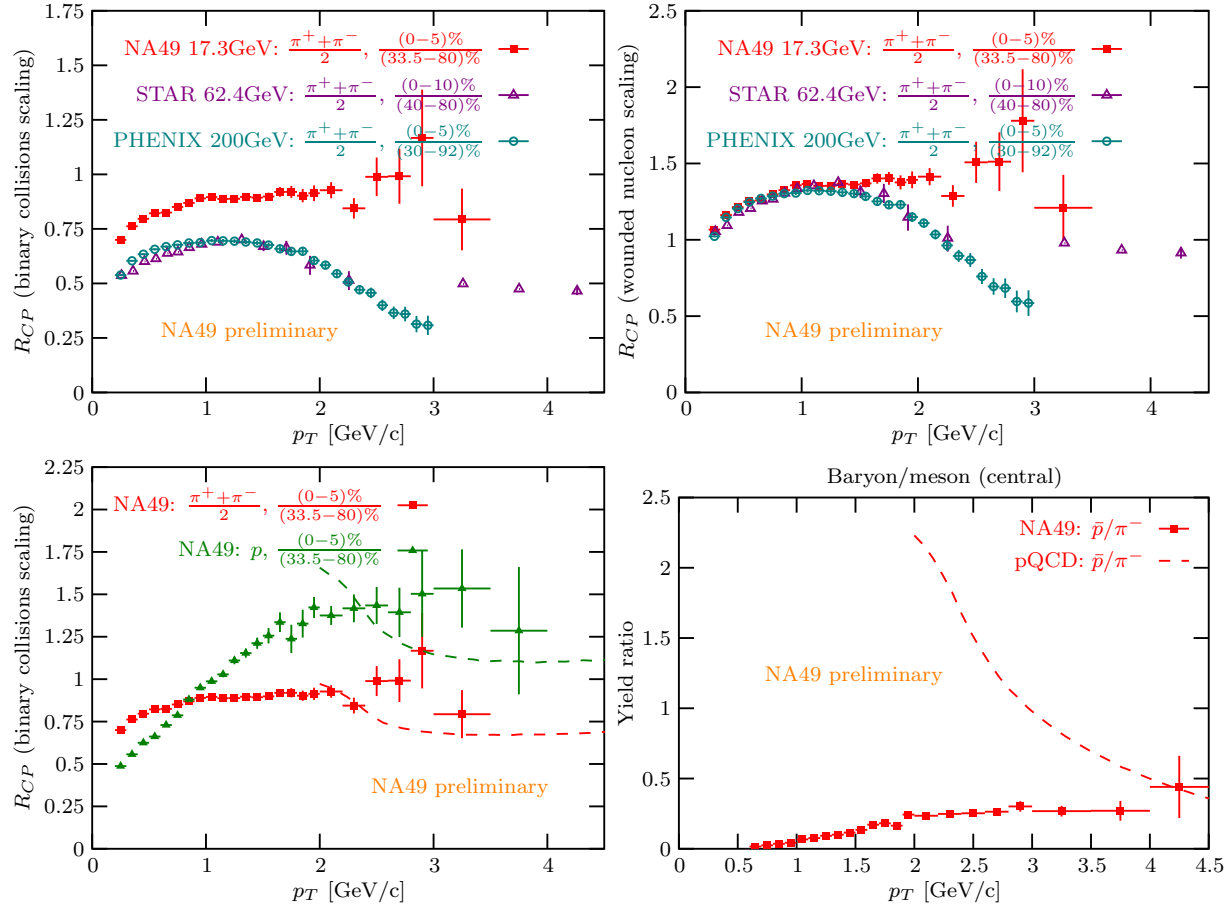 1.75
1.5
1.25
1
0.75
0.5
0.25
0
R_CP (binary collisions scaling)
NA49 17.3GeV: (π⁺+π⁻)/2, (0−5)%/(33.5−80)%
STAR 62.4GeV: (π⁺+π⁻)/2, (0−10)%/(40−80)%
PHENIX 200GeV: (π⁺+π⁻)/2, (0−5)%/(30−92)%
NA49 preliminary
0 1 2 3 4
p_T [GeV/c]
2.5
2
1.5
1
0.5
0
R_CP (wounded nucleon scaling)
NA49 17.3GeV: (π⁺+π⁻)/2, (0−5)%/(33.5−80)%
STAR 62.4GeV: (π⁺+π⁻)/2, (0−10)%/(40−80)%
PHENIX 200GeV: (π⁺+π⁻)/2, (0−5)%/(30−92)%
NA49 preliminary
0 1 2 3 4
p_T [GeV/c]
2.25
2
1.75
1.5
1.25
1
0.75
0.5
0.25
0
R_CP (binary collisions scaling)
NA49: (π⁺+π⁻)/2, (0−5)%/(33.5−80)%
NA49: p, (0−5)%/(33.5−80)%
NA49 preliminary
0 1 2 3 4
p_T [GeV/c]
Baryon/meson (central)
2.5
2
1.5
1
0.5
0
Yield ratio
NA49: p̄/π⁻
pQCD: p̄/π⁻
NA49 preliminary
0 0.5 1 1.5 2 2.5 3 3.5 4 4.5
p_T [GeV/c]